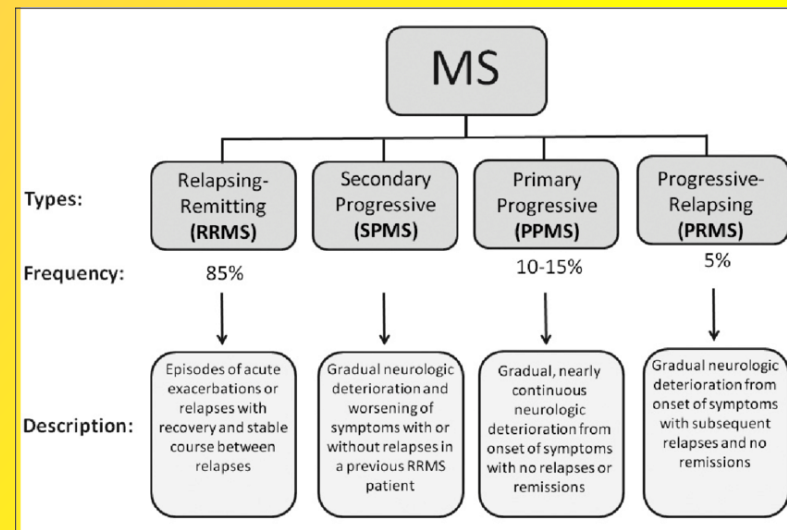 MS
Types:
Relapsing-
Remitting
(RRMS)
Secondary
Progressive
(SPMS)
Primary
Progressive
(PPMS)
Progressive-
Relapsing
(PRMS)
Frequency:
85%
10-15%
5%
Description:
Episodes of acute
exacerbations or
relapses with
recovery and stable
course between
relapses
Gradual neurologic
deterioration and
worsening of
symptoms with or
without relapses in
a previous RRMS
patient
Gradual, nearly
continuous
neurologic
deterioration from
onset of symptoms
with no relapses or
remissions
Gradual neurologic
deterioration from
onset of symptoms
with subsequent
relapses and no
remissions